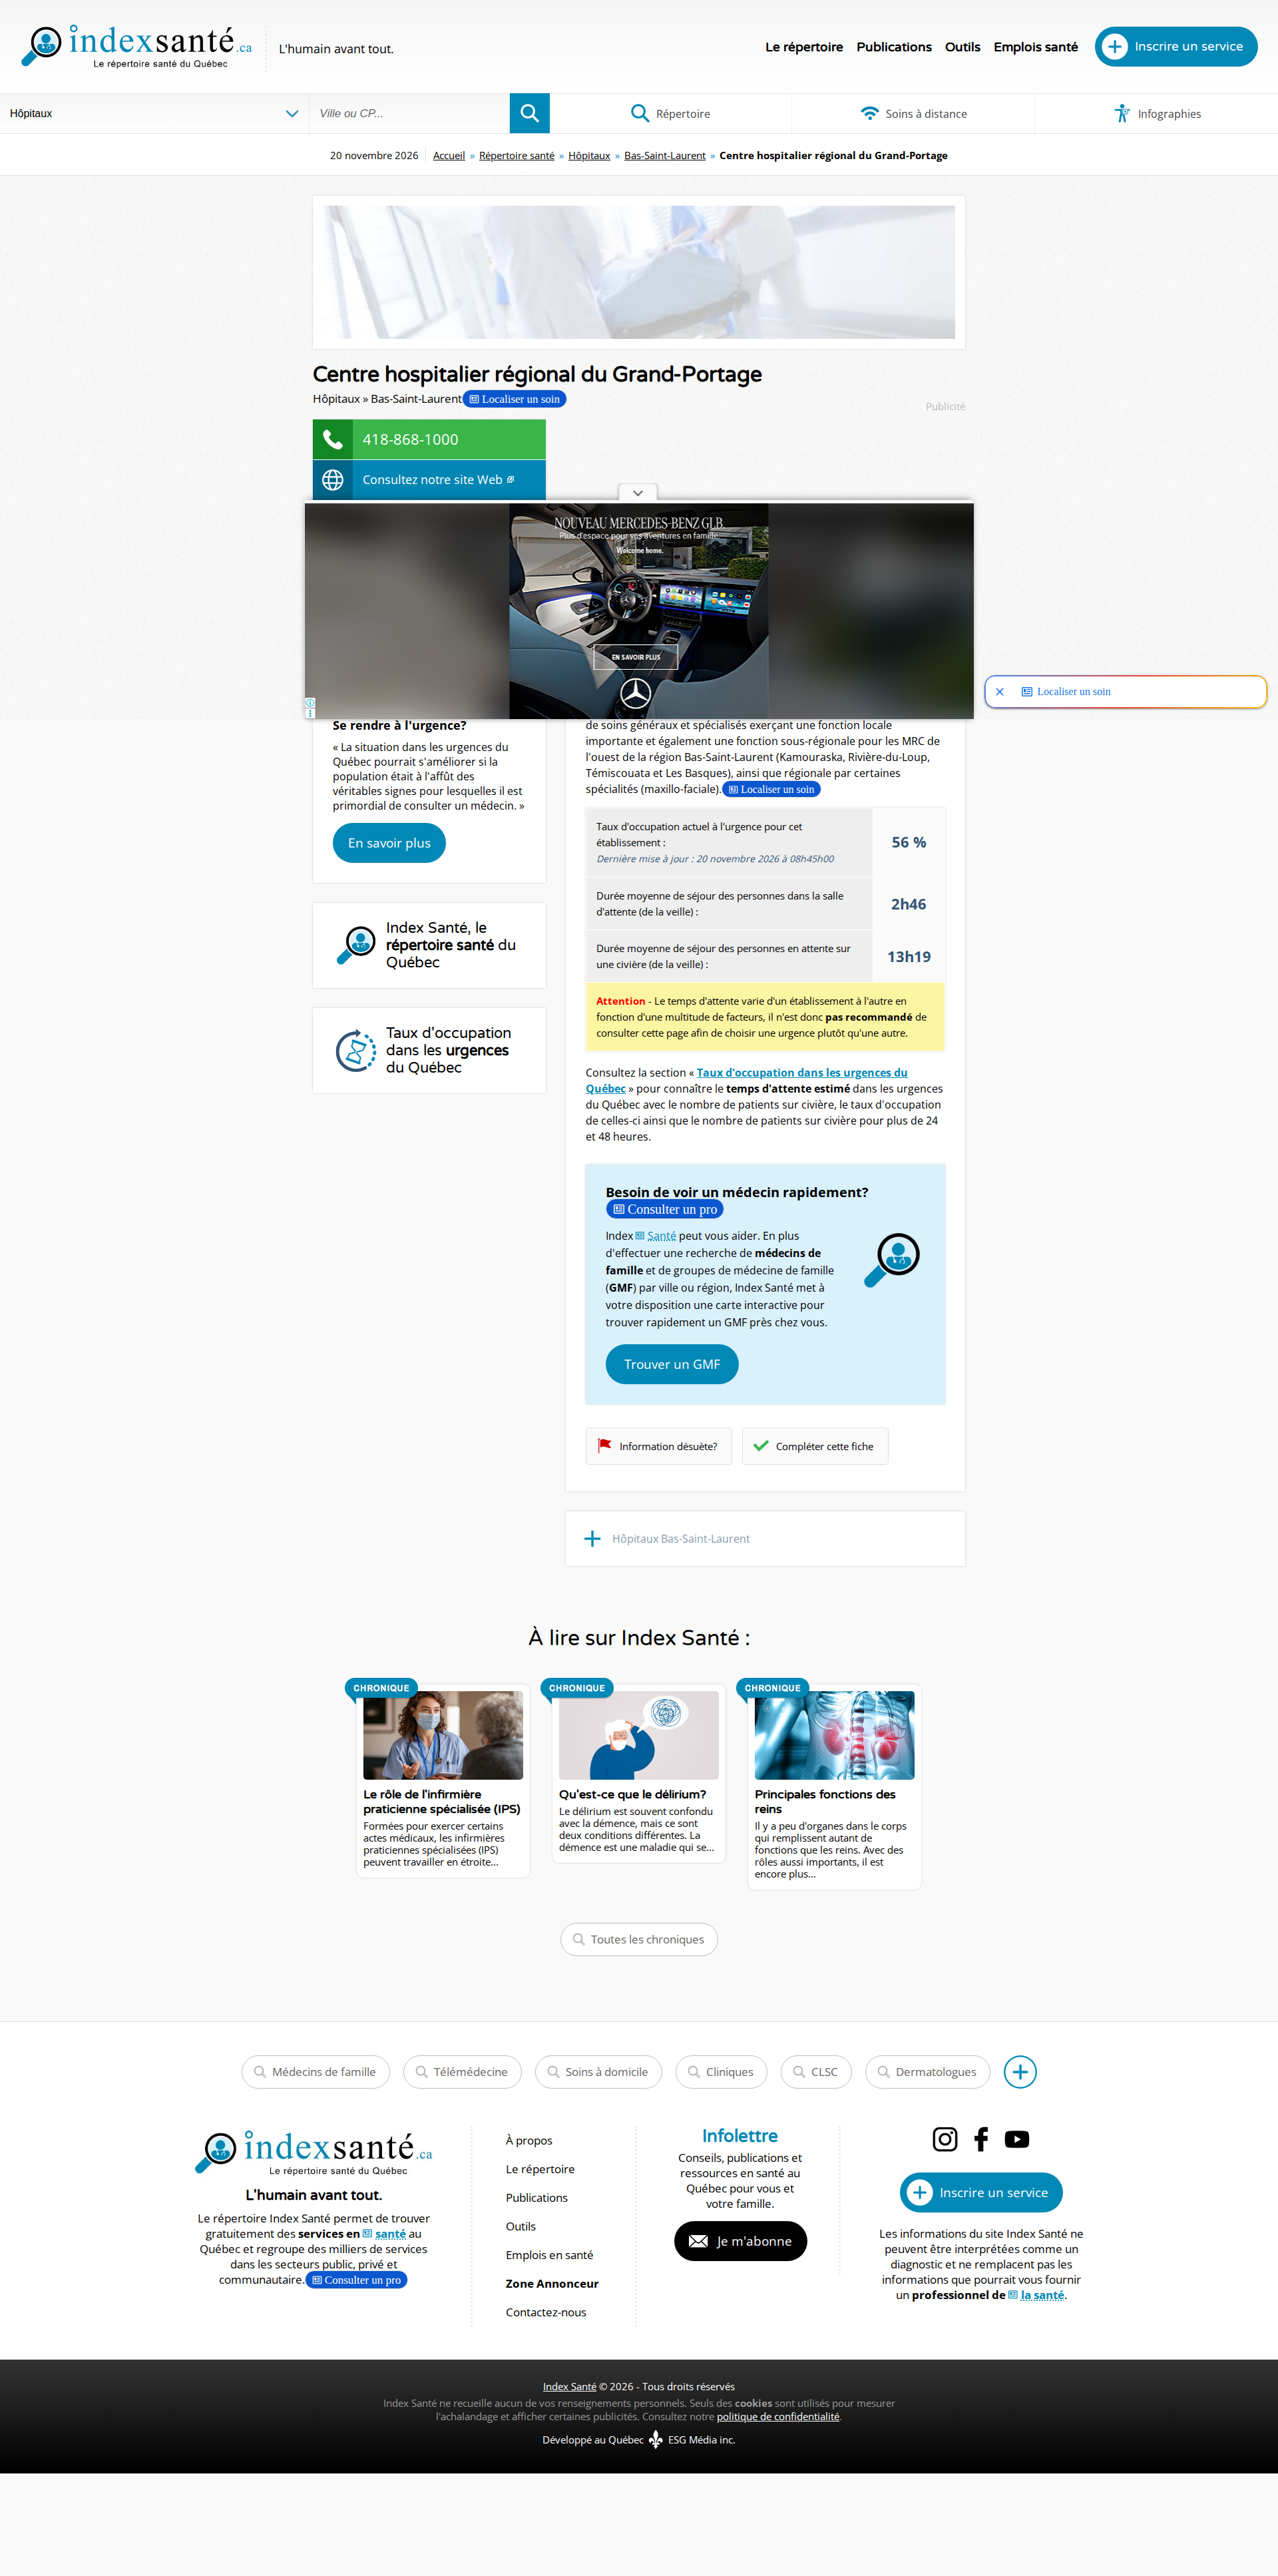 indexsanté.ca
Le répertoire santé du Québec
L'humain avant tout.
Le répertoire
Publications
Outils
Emplois santé
Inscrire un service
Hôpitaux
Ville ou CP...
Répertoire
Soins à distance
Infographies
20 novembre 2026 Accueil » Répertoire santé » Hôpitaux » Bas-Saint-Laurent » Centre hospitalier régional du Grand-Portage
Centre hospitalier régional du Grand-Portage
Hôpitaux » Bas-Saint-Laurent Localiser un soin
Publicité
418-868-1000
Consultez notre site Web
NOUVEAU MERCEDES-BENZ GLB.
Plus d'espace pour vos aventures en famille.
Welcome home.
EN SAVOIR PLUS
Localiser un soin
Se rendre à l'urgence?
« La situation dans les urgences du
Québec pourrait s'améliorer si la
population était à l'affût des
véritables signes pour lesquelles il est
primordial de consulter un médecin. »
En savoir plus
Index Santé, le
répertoire santé du
Québec
Taux d'occupation
dans les urgences
du Québec
de soins généraux et spécialisés exerçant une fonction locale
importante et également une fonction sous-régionale pour les MRC de
l'ouest de la région Bas-Saint-Laurent (Kamouraska, Rivière-du-Loup,
Témiscouata et Les Basques), ainsi que régionale par certaines
spécialités (maxillo-faciale). Localiser un soin
Taux d'occupation actuel à l'urgence pour cet
établissement :
Dernière mise à jour : 20 novembre 2026 à 08h45h00
56 %
Durée moyenne de séjour des personnes dans la salle
d'attente (de la veille) :
2h46
Durée moyenne de séjour des personnes en attente sur
une civière (de la veille) :
13h19
Attention - Le temps d'attente varie d'un établissement à l'autre en
fonction d'une multitude de facteurs, il n'est donc pas recommandé de
consulter cette page afin de choisir une urgence plutôt qu'une autre.
Consultez la section « Taux d'occupation dans les urgences du
Québec » pour connaître le temps d'attente estimé dans les urgences
du Québec avec le nombre de patients sur civière, le taux d'occupation
de celles-ci ainsi que le nombre de patients sur civière pour plus de 24
et 48 heures.
Besoin de voir un médecin rapidement?
Consulter un pro
Index Santé peut vous aider. En plus
d'effectuer une recherche de médecins de
famille et de groupes de médecine de famille
(GMF) par ville ou région, Index Santé met à
votre disposition une carte interactive pour
trouver rapidement un GMF près chez vous.
Trouver un GMF
Information désuète?
Compléter cette fiche
Hôpitaux Bas-Saint-Laurent
À lire sur Index Santé :
CHRONIQUE
Le rôle de l'infirmière
praticienne spécialisée (IPS)
Formées pour exercer certains
actes médicaux, les infirmières
praticiennes spécialisées (IPS)
peuvent travailler en étroite...
CHRONIQUE
Qu'est-ce que le délirium?
Le délirium est souvent confondu
avec la démence, mais ce sont
deux conditions différentes. La
démence est une maladie qui se...
CHRONIQUE
Principales fonctions des
reins
Il y a peu d'organes dans le corps
qui remplissent autant de
fonctions que les reins. Avec des
rôles aussi importants, il est
encore plus...
Toutes les chroniques
Médecins de famille
Télémédecine
Soins à domicile
Cliniques
CLSC
Dermatologues
indexsanté.ca
Le répertoire santé du Québec
L'humain avant tout.
Le répertoire Index Santé permet de trouver
gratuitement des services en santé au
Québec et regroupe des milliers de services
dans les secteurs public, privé et
communautaire. Consulter un pro
À propos
Le répertoire
Publications
Outils
Emplois en santé
Zone Annonceur
Contactez-nous
Infolettre
Conseils, publications et
ressources en santé au
Québec pour vous et
votre famille.
Je m'abonne
Inscrire un service
Les informations du site Index Santé ne
peuvent être interprétées comme un
diagnostic et ne remplacent pas les
informations que pourrait vous fournir
un professionnel de la santé.
Index Santé © 2026 - Tous droits réservés
Index Santé ne recueille aucun de vos renseignements personnels. Seuls des cookies sont utilisés pour mesurer
l'achalandage et afficher certaines publicités. Consultez notre politique de confidentialité.
Développé au Québec ESG Média inc.